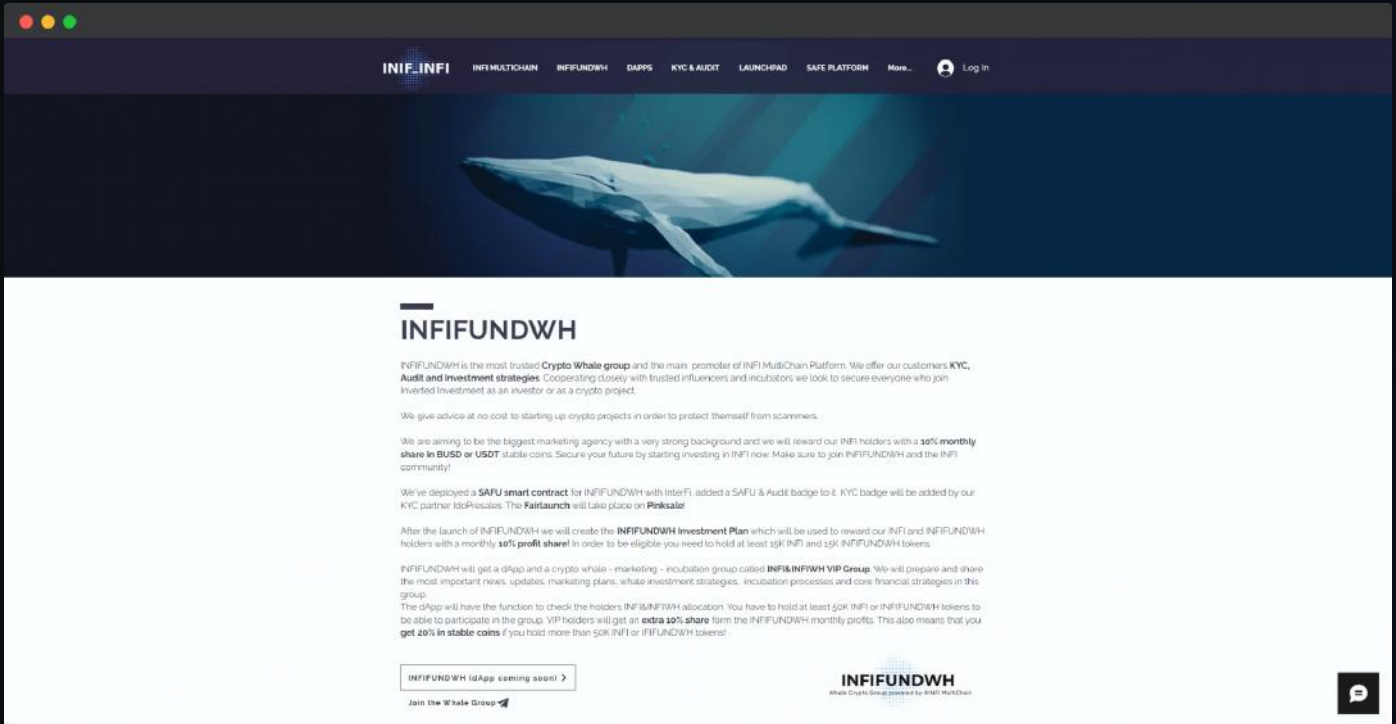 INIF_INFI INFI MULTICHAIN INFIFUNDWH DAPPS KYC & AUDIT LAUNCHPAD SAFE PLATFORM More... Log In
INFIFUNDWH
INFIFUNDWH is the most trusted Crypto Whale group and the main promoter of INFI MultiChain Platform. We offer our customers KYC,
Audit and Investment strategies. Cooperating closely with trusted influencers and incubators we look to secure everyone who join
Inverted Investment as an investor or as a crypto project.
We give advice at no cost to starting up crypto projects in order to protect themself from scammers.
We are aiming to be the biggest marketing agency with a very strong background and we will reward our INFI holders with a 10% monthly
share in BUSD or USDT stable coins. Secure your future by starting investing in INFI now. Make sure to join INFIFUNDWH and the INFI
community!
We've deployed a SAFU smart contract for INFIFUNDWH with InterFi, added a SAFU & Audit badge to it. KYC badge will be added by our
KYC partner IdoPresales. The Fairlaunch will take place on Pinksale!
After the launch of INFIFUNDWH we will create the INFIFUNDWH Investment Plan which will be used to reward our INFI and INFIFUNDWH
holders with a monthly 10% profit share! In order to be eligible you need to hold at least 15K INFI and 15K INFIFUNDWH tokens.
INFIFUNDWH will get a dApp and a crypto whale - marketing - incubation group called INFI&INFIWH VIP Group. We will prepare and share
the most important news, updates, marketing plans, whale investment strategies, incubation processes and core financial strategies in this
group.
The dApp will have the function to check the holders INFI&INFIWH allocation. You have to hold at least 50K INFI or INFIFUNDWH tokens to
be able to participate in the group. VIP holders will get an extra 10% share form the INFIFUNDWH monthly profits. This also means that you
get 20% in stable coins if you hold more than 50K INFI or IFIFUNDWH tokens!
INFIFUNDWH (dApp coming soon) >
Join the Whale Group
INFIFUNDWH
Whale Crypto Group powered by